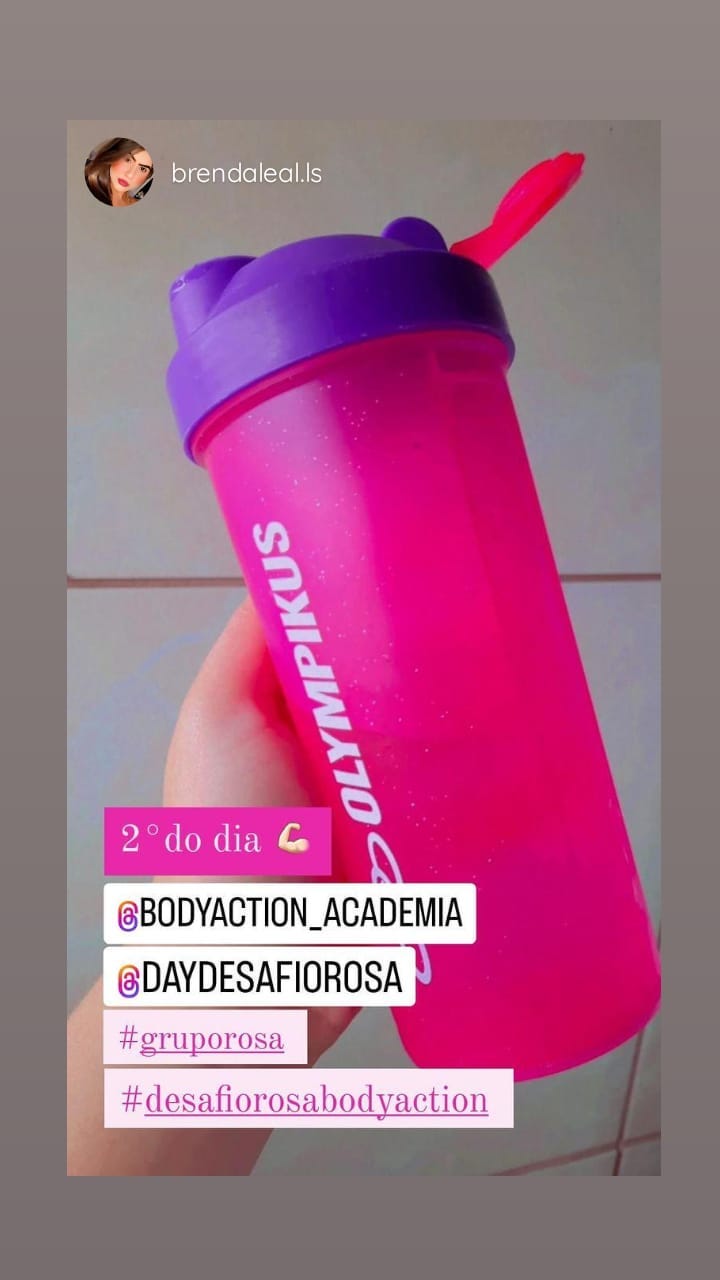 brendaleal.ls
OLYMPIKUS
2°do dia 💪🏻
@BODYACTION_ACADEMIA
@DAYDESAFIOROSA
#gruporosa
#desafiorosabodyaction